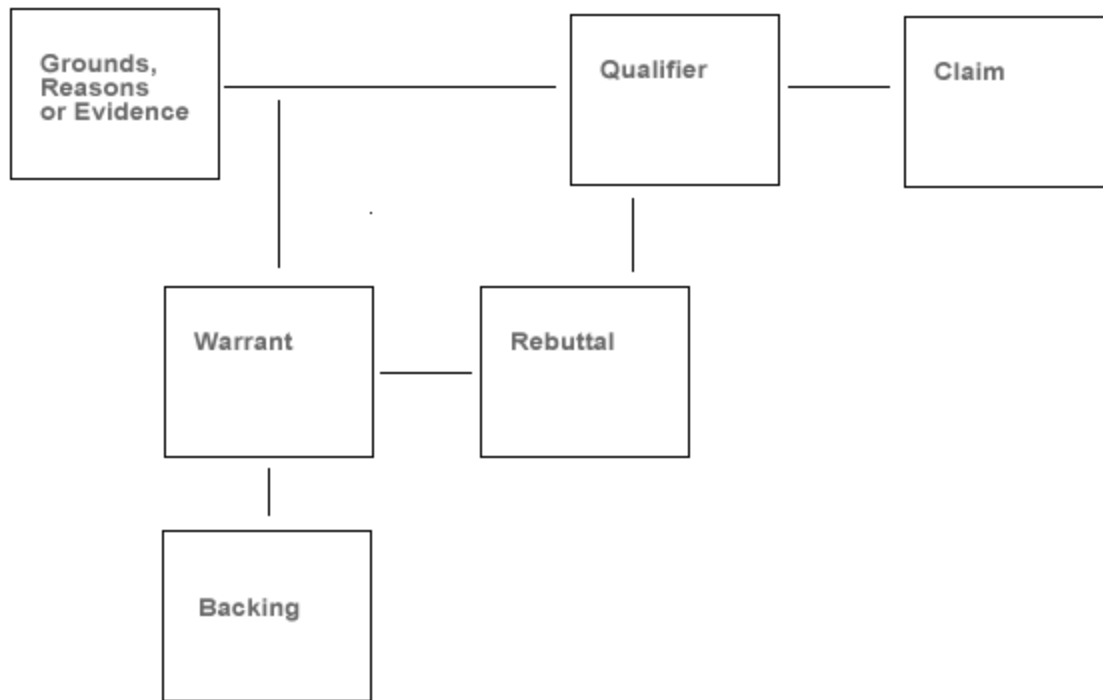 Grounds,
Reasons
or Evidence
Qualifier
Claim
Warrant
Rebuttal
Backing